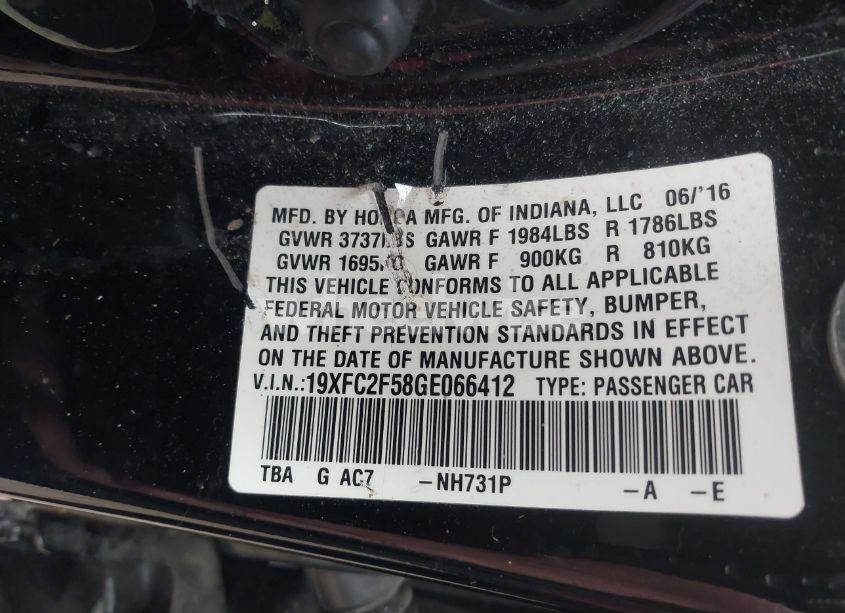 MFD. BY HONDA MFG. OF INDIANA, LLC 06/'16
GVWR 3737LBS GAWR F 1984LBS R 1786LBS
GVWR 1695KG GAWR F 900KG R 810KG
THIS VEHICLE CONFORMS TO ALL APPLICABLE
FEDERAL MOTOR VEHICLE SAFETY, BUMPER,
AND THEFT PREVENTION STANDARDS IN EFFECT
ON THE DATE OF MANUFACTURE SHOWN ABOVE.
V.I.N.:19XFC2F58GE066412 TYPE: PASSENGER CAR
TBA G AC7 -NH731P -A -E